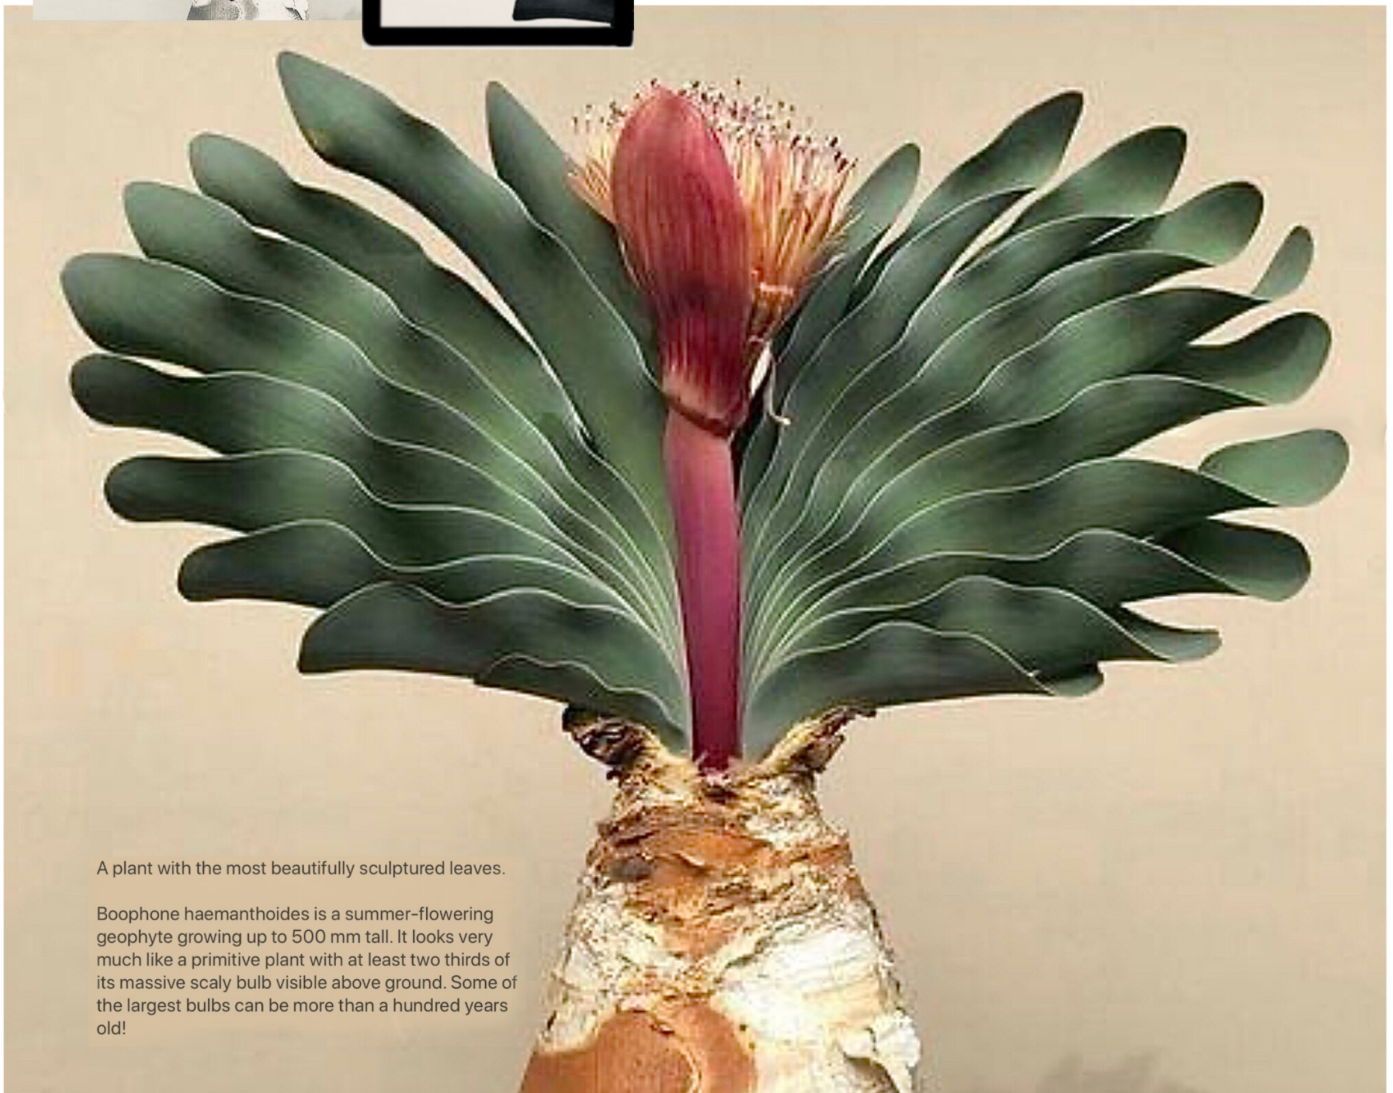 A plant with the most beautifully sculptured leaves.
Boophone haemanthoides is a summer-flowering
geophyte growing up to 500 mm tall. It looks very
much like a primitive plant with at least two thirds of
its massive scaly bulb visible above ground. Some of
the largest bulbs can be more than a hundred years
old!